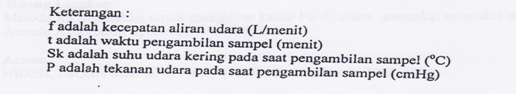 Keterangan :
f adalah kecepatan aliran udara (L/menit)
t adalah waktu pengambilan sampel (menit)
Sk adalah suhu udara kering pada saat pengambilan sampel (°C)
P adalah tekanan udara pada saat pengambilan sampel (cmHg)